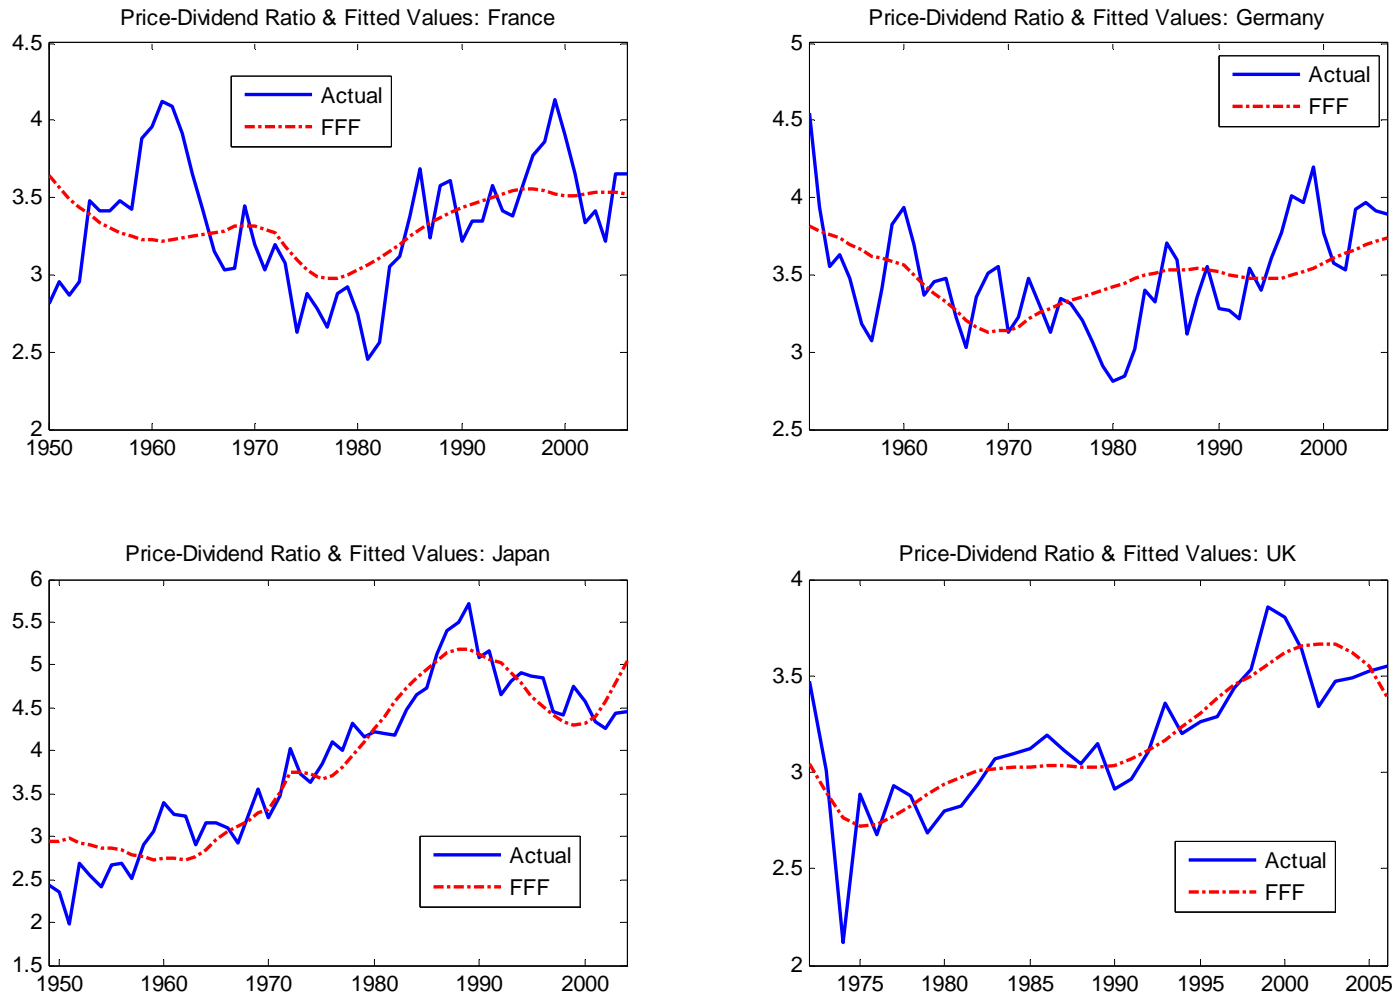 Price-Dividend Ratio & Fitted Values: France
4.5
4
3.5
3
2.5
2
1950 1960 1970 1980 1990 2000
Actual
FFF
Price-Dividend Ratio & Fitted Values: Germany
5
4.5
4
3.5
3
2.5
1960 1970 1980 1990 2000
Actual
FFF
Price-Dividend Ratio & Fitted Values: Japan
6
5.5
5
4.5
4
3.5
3
2.5
2
1.5
1950 1960 1970 1980 1990 2000
Actual
FFF
Price-Dividend Ratio & Fitted Values: UK
4
3.5
3
2.5
2
1975 1980 1985 1990 1995 2000 2005
Actual
FFF